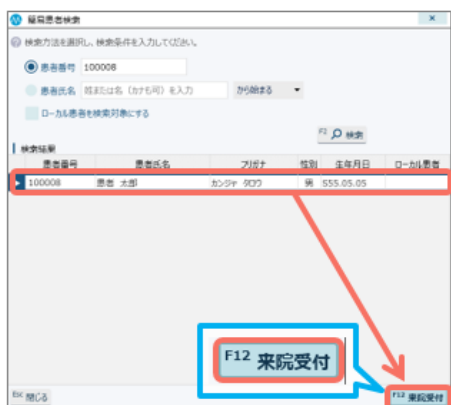 簡易患者検索
検索方法を選択し、検索条件を入力してください。
患者番号 100008
患者氏名 姓または名（カナも可）を入力 から始まる
ローカル患者を検索対象にする
F2 検索
検索結果
患者番号 患者氏名 フリガナ 性別 生年月日 ローカル患者
100008 患者 太郎 カンジャ タロウ 男 S55.05.05
F12 来院受付
Esc 閉じる F12 来院受付